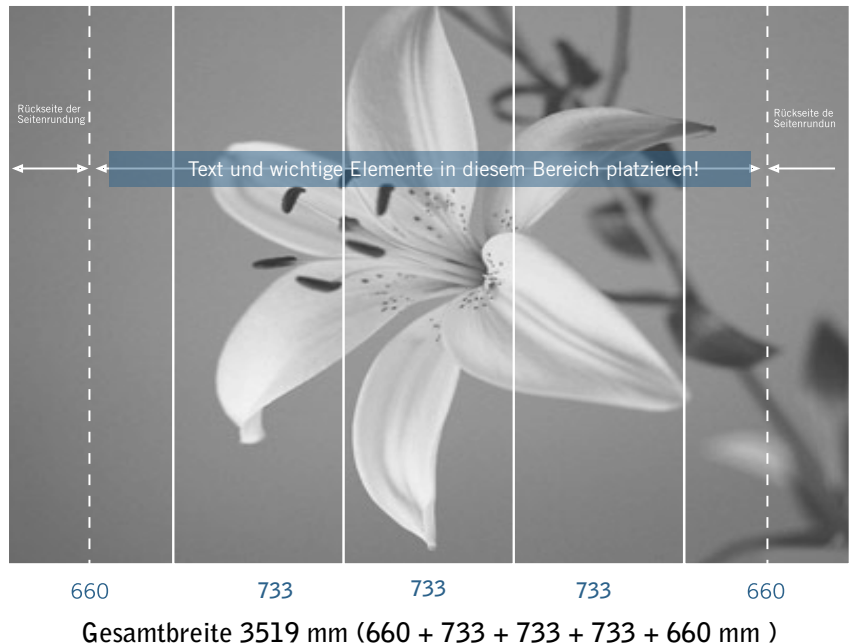 Rückseite der
Seitenrundung
Rückseite de
Seitenrundun
Text und wichtige Elemente in diesem Bereich platzieren!
660
733
733
733
660
Gesamtbreite 3519 mm (660 + 733 + 733 + 733 + 660 mm )